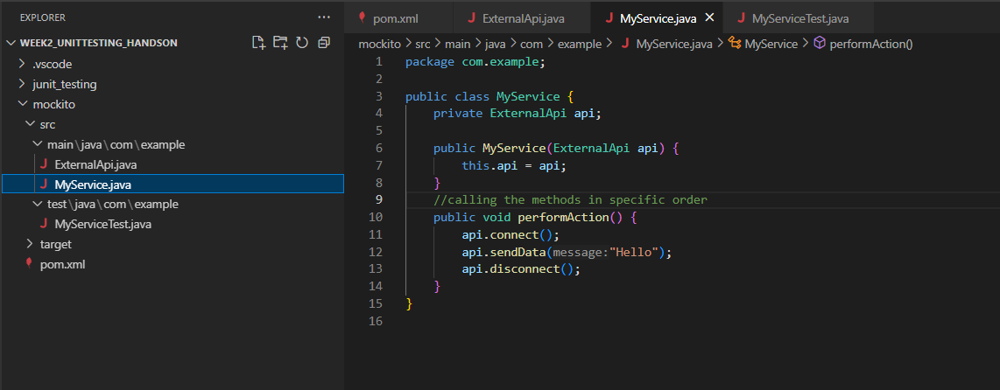 EXPLORER
WEEK2_UNITTESTING_HANDSON
.vscode
junit_testing
mockito
src
main\java\com\example
ExternalApi.java
MyService.java
test\java\com\example
MyServiceTest.java
target
pom.xml
pom.xml ExternalApi.java MyService.java MyServiceTest.java
mockito > src > main > java > com > example > MyService.java > MyService > performAction()
1 package com.example;
2
3 public class MyService {
4     private ExternalApi api;
5
6     public MyService(ExternalApi api) {
7         this.api = api;
8     }
9     //calling the methods in specific order
10     public void performAction() {
11         api.connect();
12         api.sendData(message:"Hello");
13         api.disconnect();
14     }
15 }
16